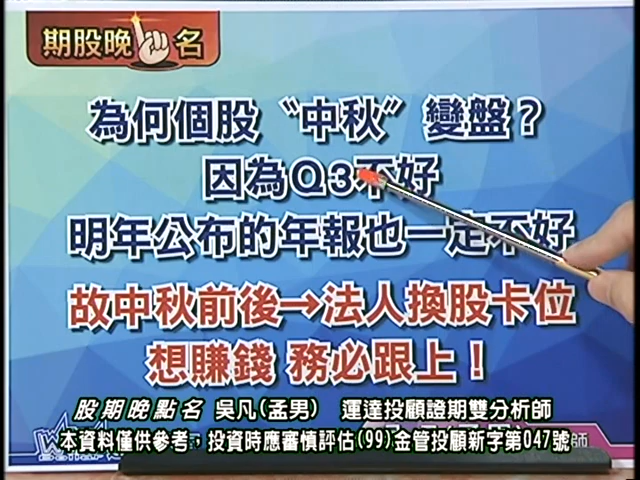 期股晚 名
為何個股〝中秋〞變盤？
因為Q3不好
明年公布的年報也一定不好
故中秋前後→法人換股卡位
想賺錢 務必跟上！
股期晚點名 吳凡(孟男) 運達投顧證期雙分析師
本資料僅供參考，投資時應審慎評估(99)金管投顧新字第047號
師